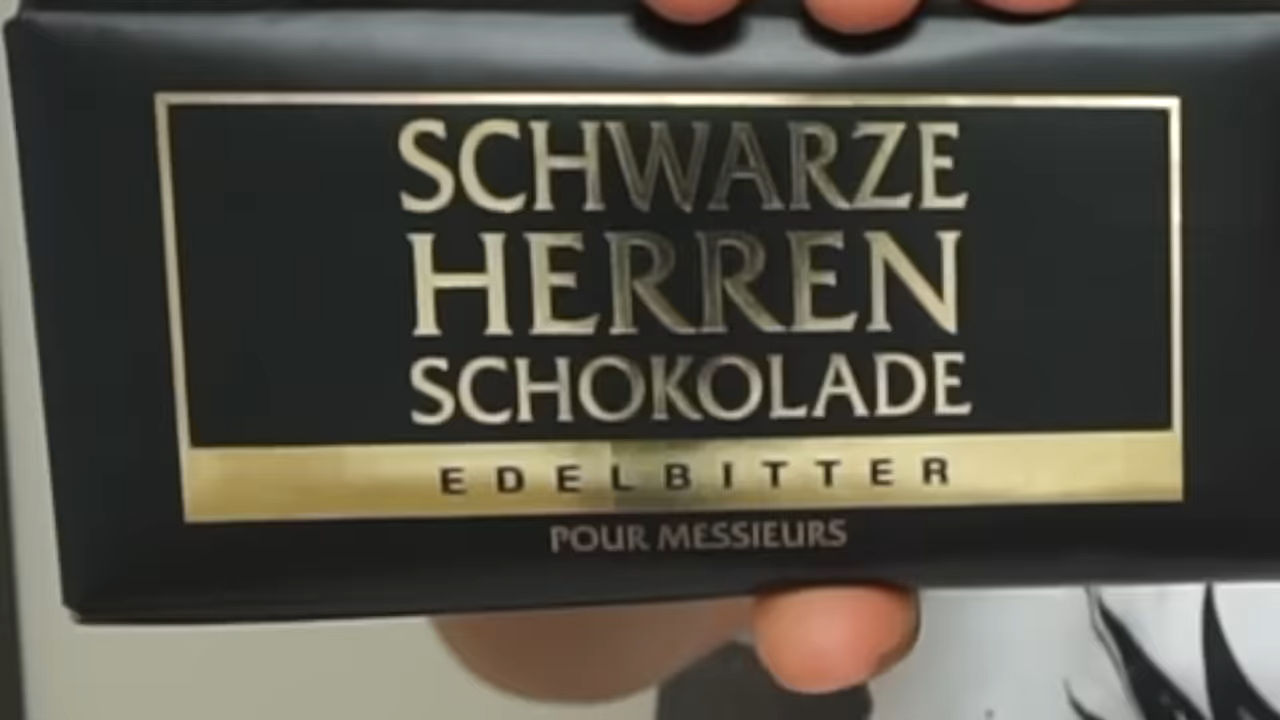 SCHWARZE
HERREN
SCHOKOLADE
EDELBITTER
POUR MESSIEURS